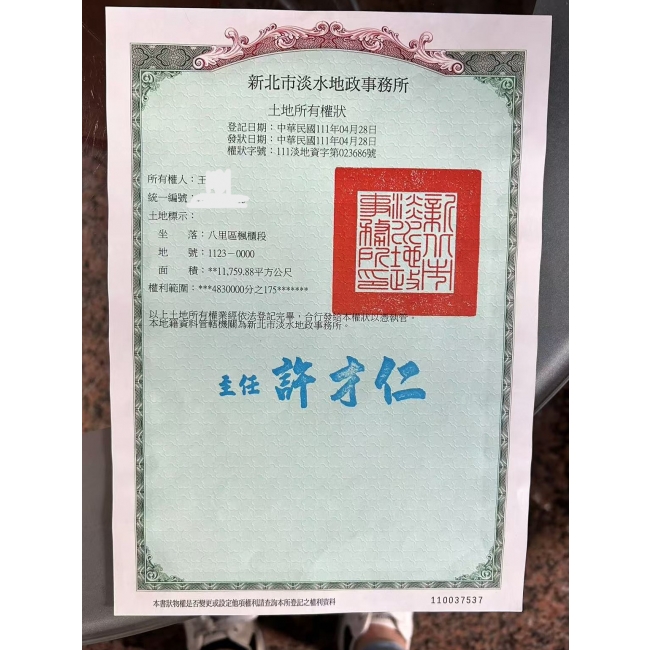 新北市淡水地政事務所
土地所有權狀
登記日期：中華民國111年04月28日
發狀日期：中華民國111年04月28日
權狀字號：111淡地資字第023686號
所有權人：王
統一編號：
土地標示：
坐　落：八里區楓櫃段
地　號：1123－0000
面　積：**11,759.88平方公尺
權利範圍：***4830000分之175*******
新北市淡水地政事務所印
以上土地所有權業經依法登記完畢，合行發給本權狀以憑執管。
本地籍資料管轄機關為新北市淡水地政事務所。
主任 許才仁
本書狀物權是否變更或設定他項權利請查詢本所登記之權利資料
110037537